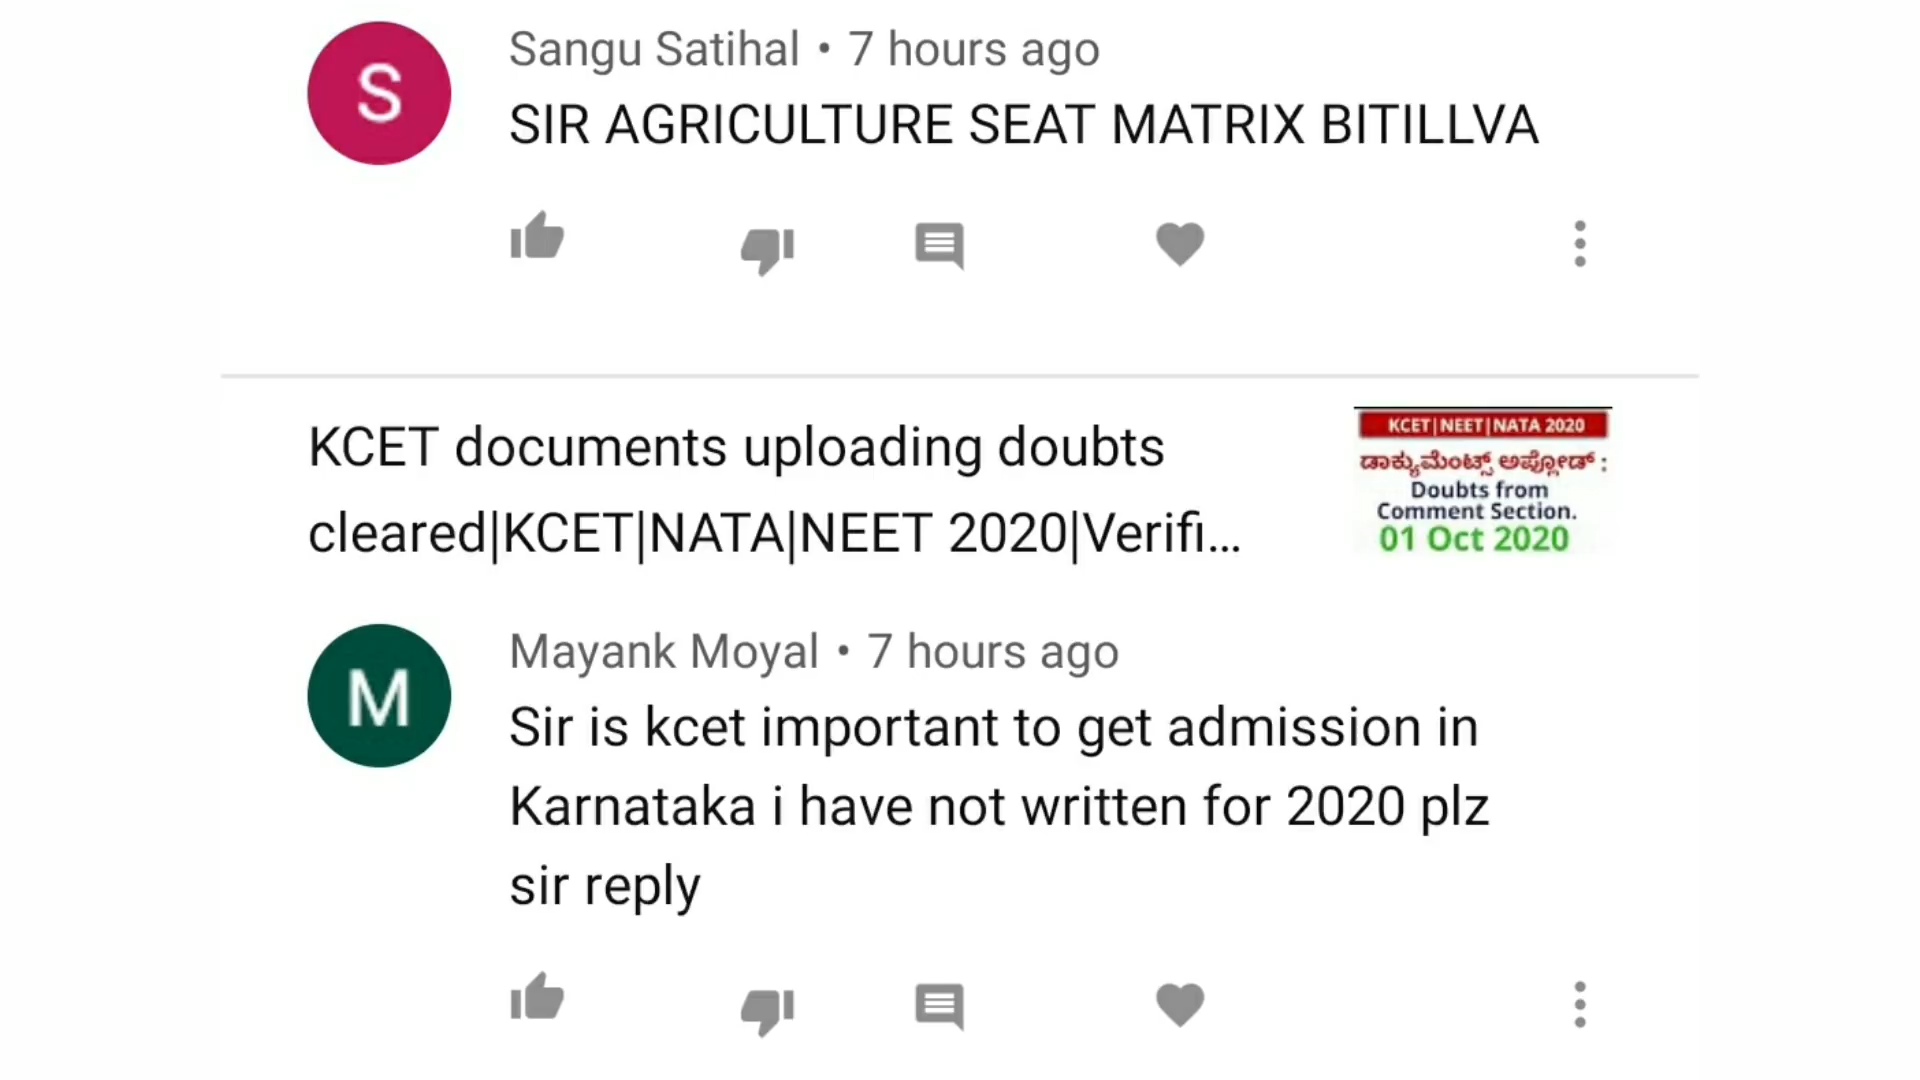 S
Sangu Satihal • 7 hours ago
SIR AGRICULTURE SEAT MATRIX BITILLVA
KCET documents uploading doubts
cleared|KCET|NATA|NEET 2020|Verifi...
KCET|NEET|NATA 2020
ಡಾಕ್ಯುಮೆಂಟ್ಸ್ ಅಪ್ಲೋಡ್ :
Doubts from
Comment Section.
01 Oct 2020
M
Mayank Moyal • 7 hours ago
Sir is kcet important to get admission in
Karnataka i have not written for 2020 plz
sir reply